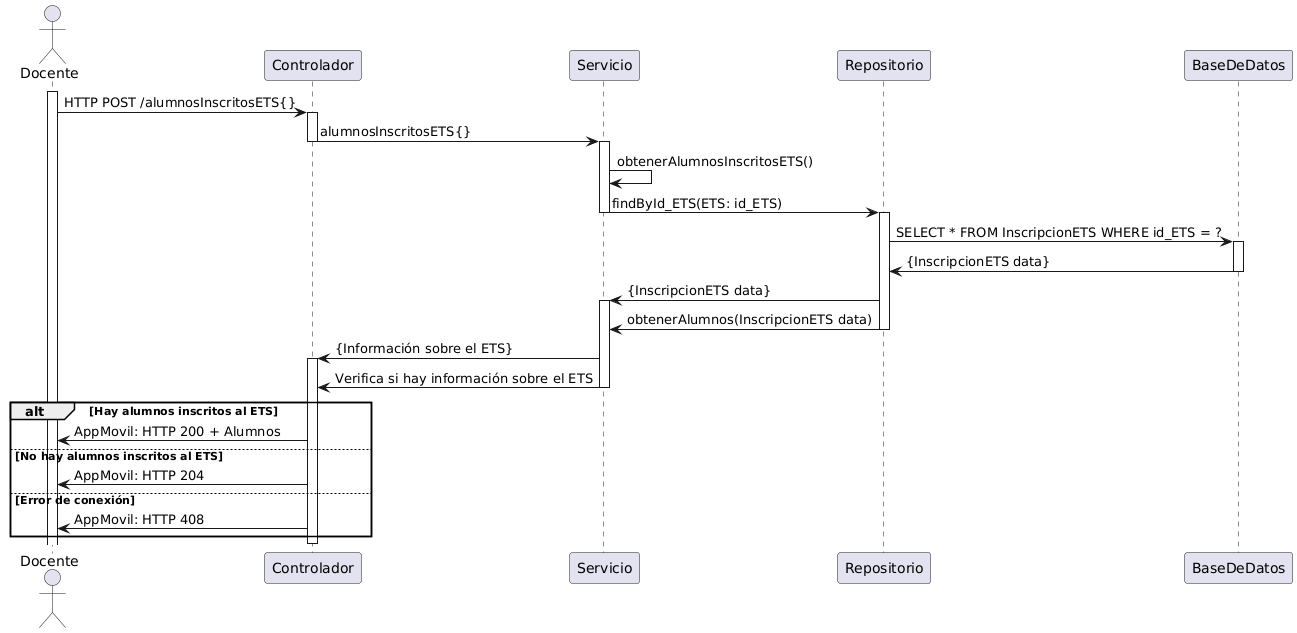 Docente
Controlador
Servicio
Repositorio
BaseDeDatos
HTTP POST /alumnosInscritosETS{}
alumnosInscritosETS{}
obtenerAlumnosInscritosETS()
findById_ETS(ETS: id_ETS)
SELECT * FROM InscripcionETS WHERE id_ETS = ?
{InscripcionETS data}
{InscripcionETS data}
obtenerAlumnos(InscripcionETS data)
{Información sobre el ETS}
Verifica si hay información sobre el ETS
alt [Hay alumnos inscritos al ETS]
AppMovil: HTTP 200 + Alumnos
[No hay alumnos inscritos al ETS]
AppMovil: HTTP 204
[Error de conexión]
AppMovil: HTTP 408
Docente
Controlador
Servicio
Repositorio
BaseDeDatos